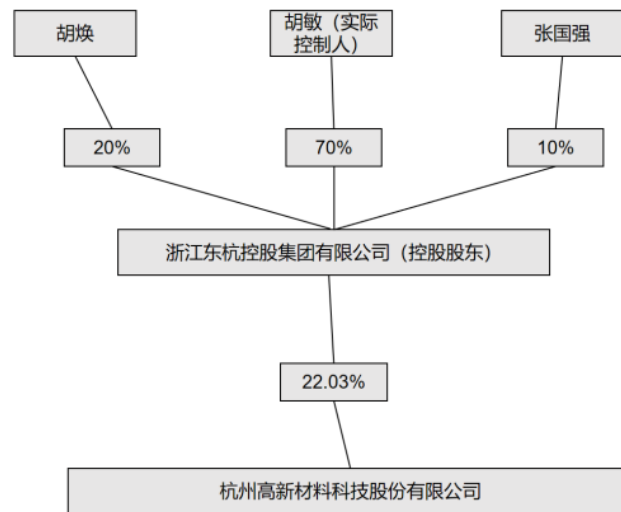 胡焕
胡敏（实际
控制人）
张国强
20%
70%
10%
浙江东杭控股集团有限公司（控股股东）
22.03%
杭州高新材料科技股份有限公司